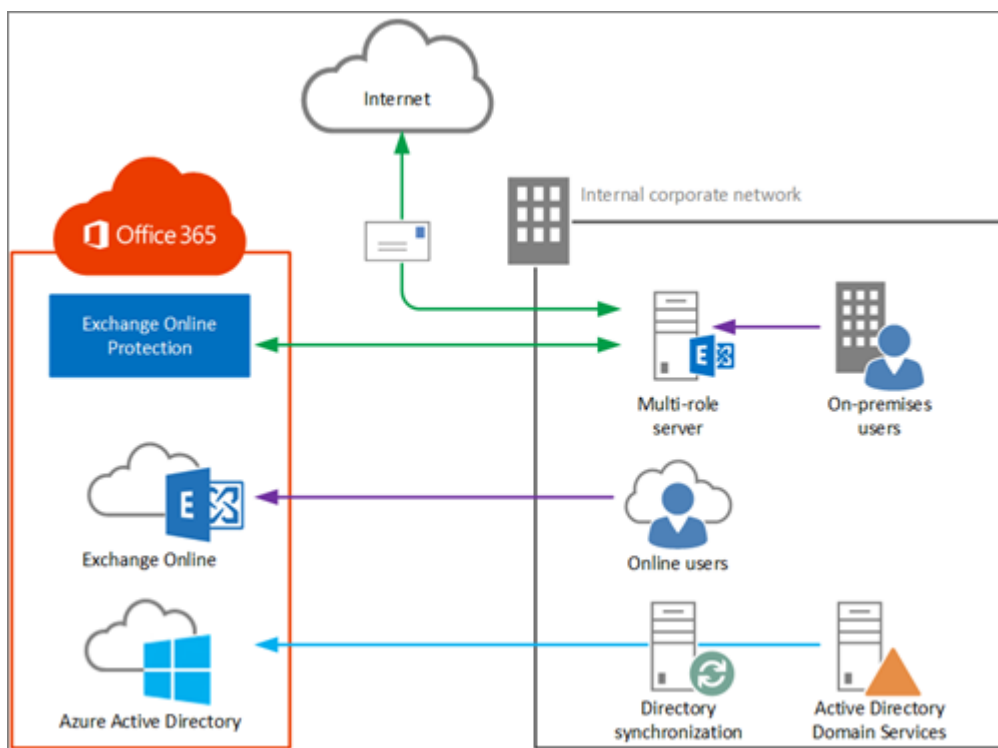 Internet
Internal corporate network
Office 365
Exchange Online
Protection
E
Multi-role
server
On-premises
users
E
Exchange Online
Online users
Azure Active Directory
Directory
synchronization
Active Directory
Domain Services